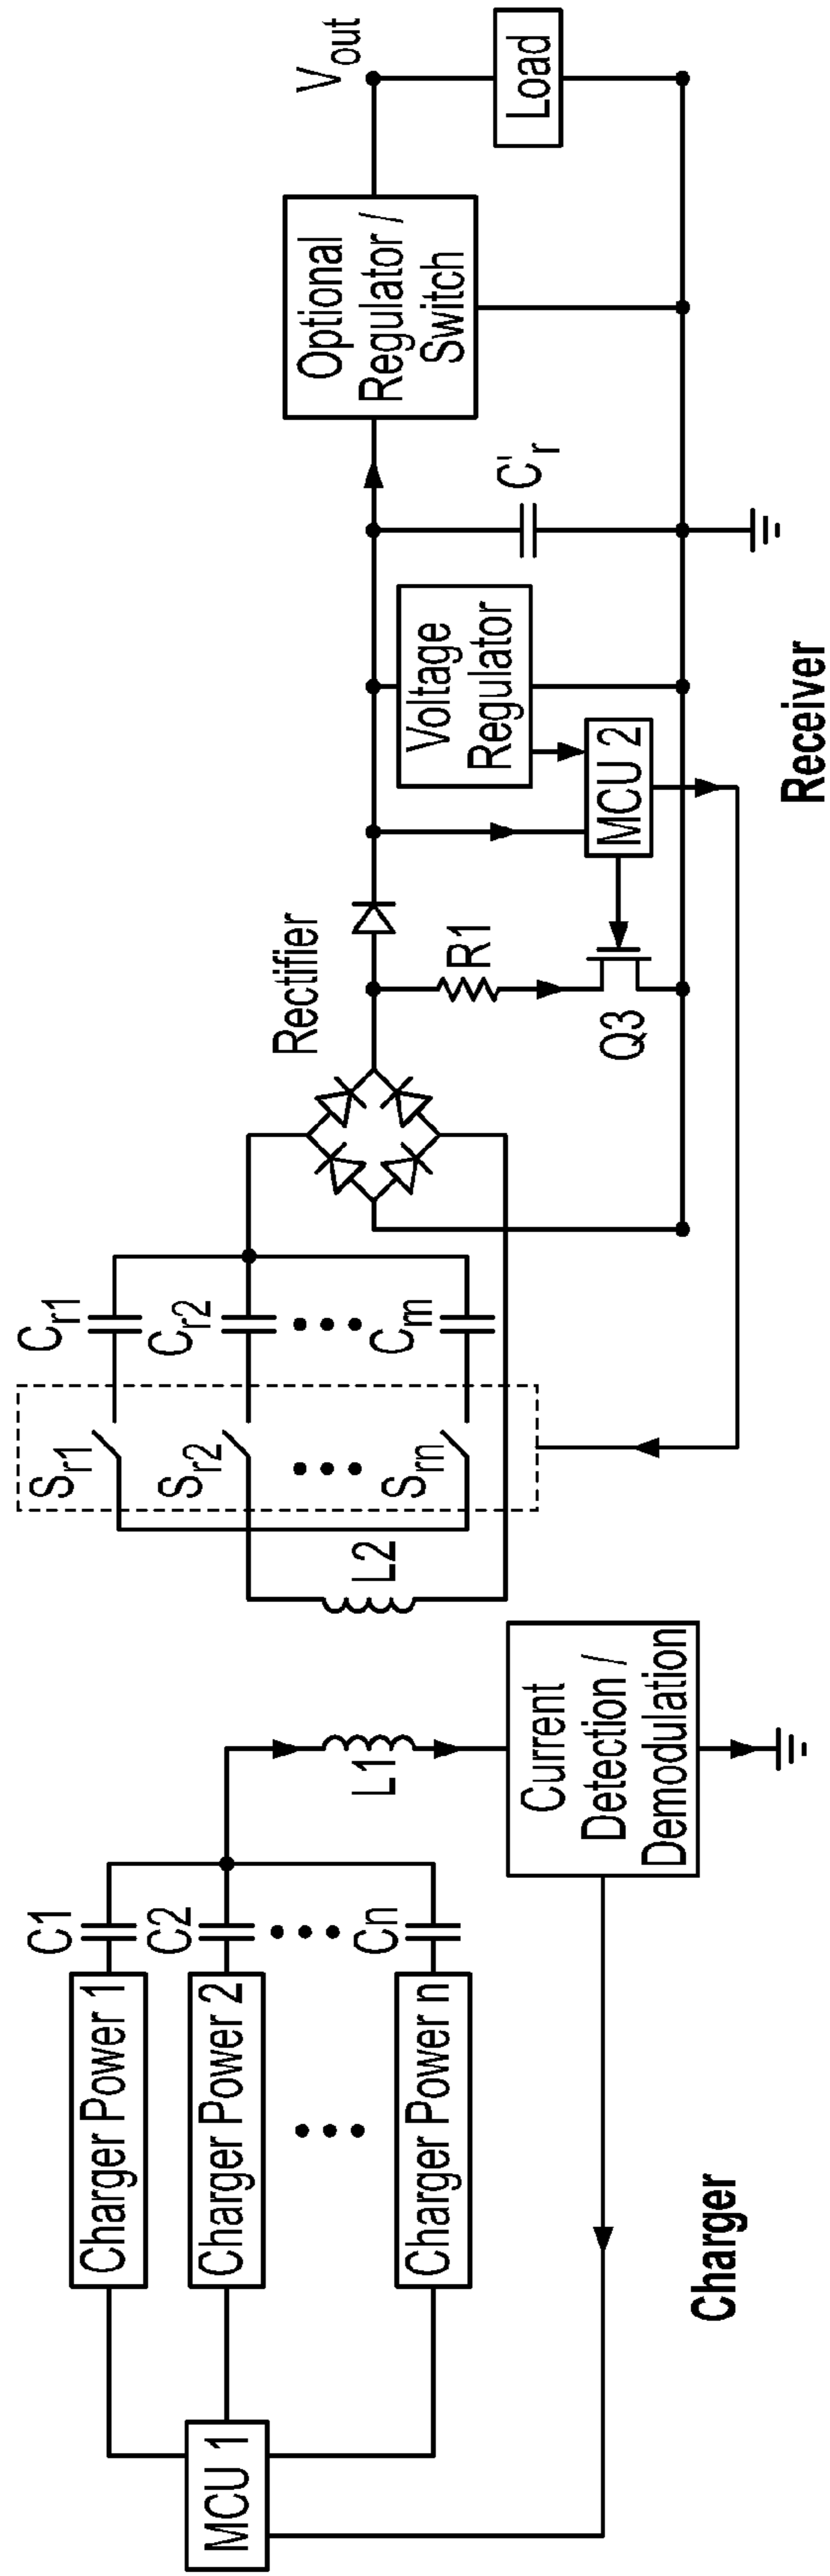 MCU 1
Charger Power 1
Charger Power 2
Charger Power n
C1
C2
Cn
L1
Current
Detection /
Demodulation
Charger
L2
Sr1
Sr2
Srn
Cr1
Cr2
Crn
Rectifier
R1
Q3
MCU 2
Voltage
Regulator
C'r
Optional
Regulator /
Switch
Vout
Load
Receiver